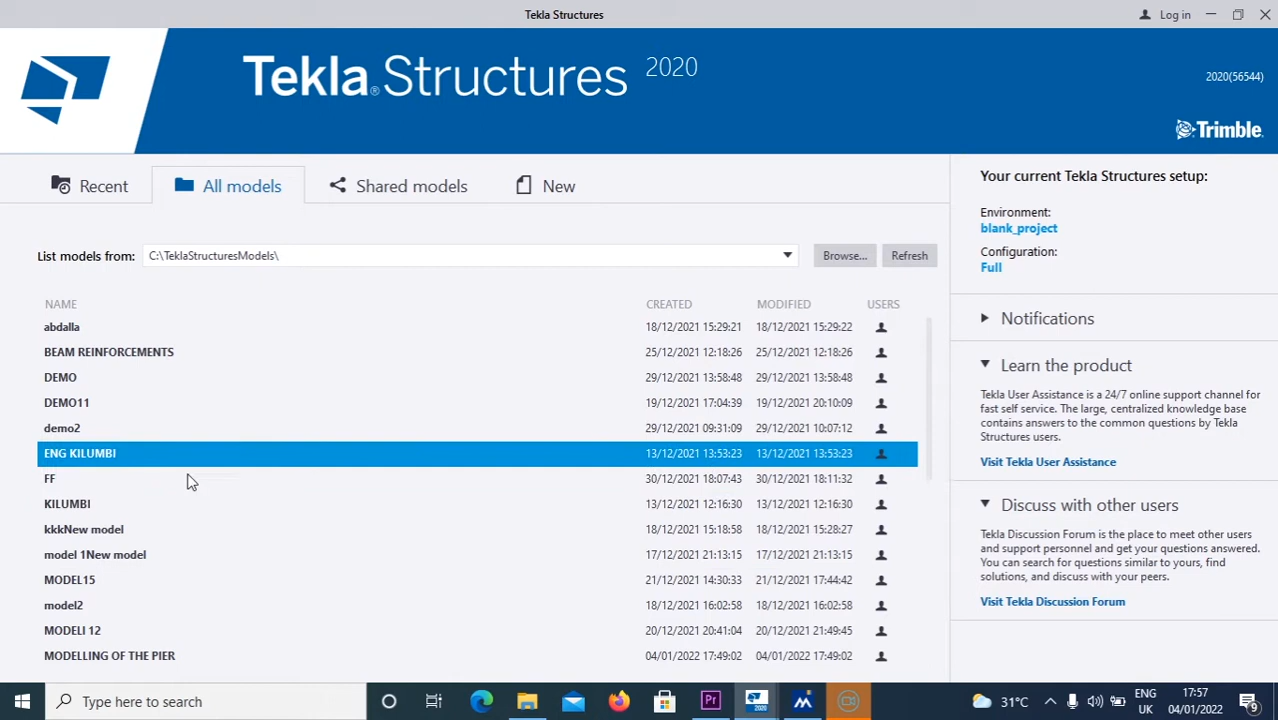 Tekla Structures
Log in
Tekla® Structures 2020
2020(56544)
Trimble.
Recent
All models
Shared models
New
Your current Tekla Structures setup:
Environment:
blank_project
Configuration:
Full
List models from:
C:\TeklaStructuresModels\
Browse...
Refresh
NAME CREATED MODIFIED USERS
abdalla 18/12/2021 15:29:21 18/12/2021 15:29:22
BEAM REINFORCEMENTS 25/12/2021 12:18:26 25/12/2021 12:18:26
DEMO 29/12/2021 13:58:48 29/12/2021 13:58:48
DEMO11 19/12/2021 17:04:39 19/12/2021 20:10:09
demo2 29/12/2021 09:31:09 29/12/2021 10:07:12
ENG KILUMBI 13/12/2021 13:53:23 13/12/2021 13:53:23
FF 30/12/2021 18:07:43 30/12/2021 18:11:32
KILUMBI 13/12/2021 12:16:30 13/12/2021 12:16:30
kkkNew model 18/12/2021 15:18:58 18/12/2021 15:28:27
model 1New model 17/12/2021 21:13:15 17/12/2021 21:13:15
MODEL15 21/12/2021 14:30:33 21/12/2021 17:44:42
model2 18/12/2021 16:02:58 18/12/2021 16:02:58
MODELI 12 20/12/2021 20:41:04 20/12/2021 21:49:45
MODELLING OF THE PIER 04/01/2022 17:49:02 04/01/2022 17:49:02
Notifications
Learn the product
Tekla User Assistance is a 24/7 online support channel for
fast self service. The large, centralized knowledge base
contains answers to the common questions by Tekla
Structures users.
Visit Tekla User Assistance
Discuss with other users
Tekla Discussion Forum is the place to meet other users
and support personnel and get your questions answered.
You can search for questions similar to yours, find
solutions, and discuss with your peers.
Visit Tekla Discussion Forum
Type here to search
Pr
2020
31°C
ENG
UK
17:57
04/01/2022
9